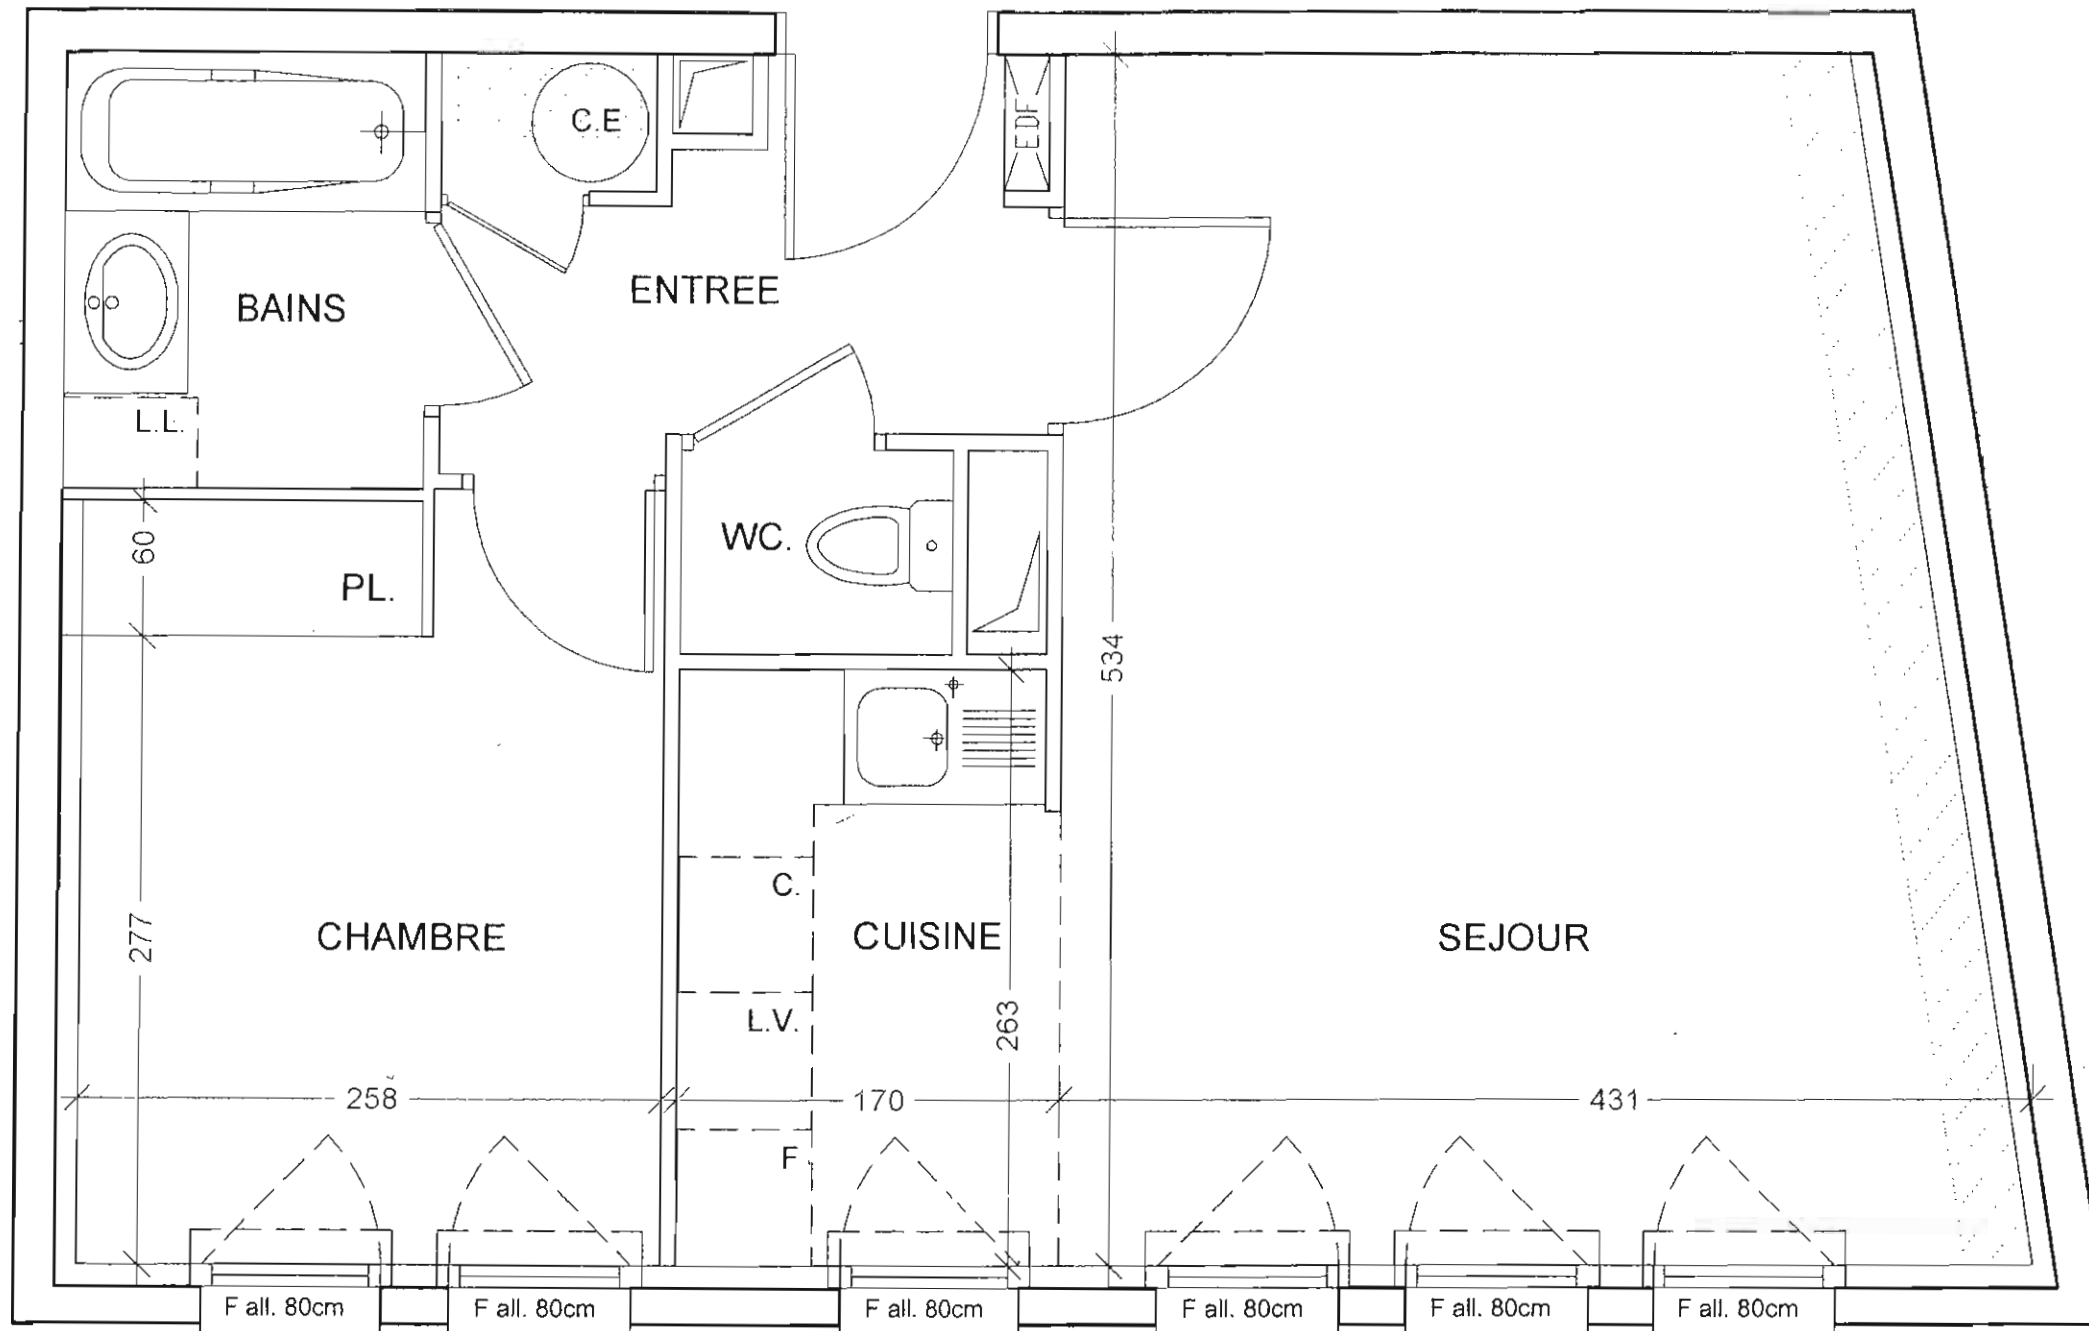 C.E
EDF
BAINS
ENTREE
L.L.
60
PL.
WC.
534
277
C.
CHAMBRE
CUISINE
SEJOUR
L.V.
263
258
170
431
F
F all. 80cm
F all. 80cm
F all. 80cm
F all. 80cm
F all. 80cm
F all. 80cm